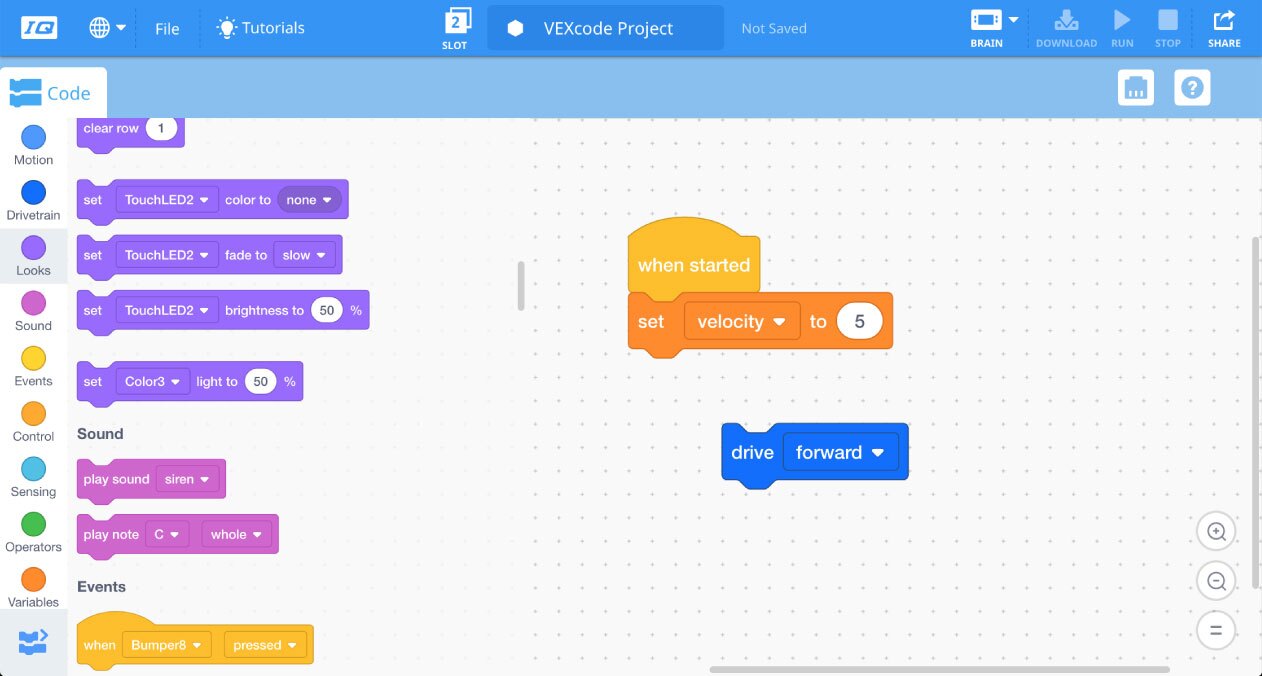 IQ
File
Tutorials
2
SLOT
VEXcode Project
Not Saved
BRAIN
DOWNLOAD
RUN
STOP
SHARE
Code
?
Motion
Drivetrain
Looks
Sound
Events
Control
Sensing
Operators
Variables
clear row 1
set TouchLED2 color to none
set TouchLED2 fade to slow
set TouchLED2 brightness to 50 %
set Color3 light to 50 %
Sound
play sound siren
play note C whole
Events
when Bumper8 pressed
when started
set velocity to 5
drive forward